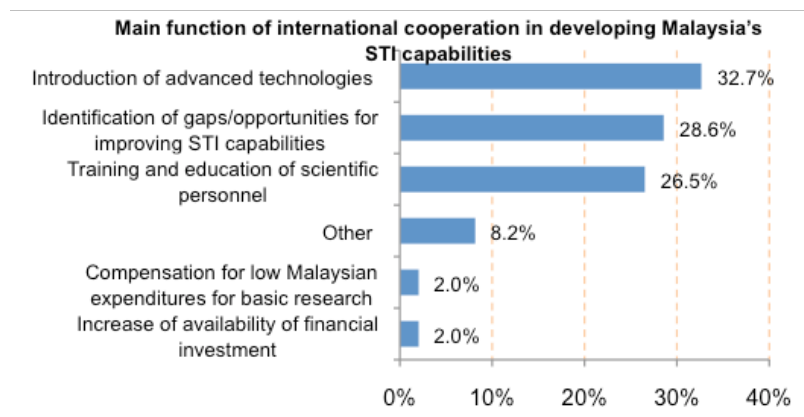 Main function of international cooperation in developing Malaysia's
STI capabilities
Introduction of advanced technologies
32.7%
Identification of gaps/opportunities for
improving STI capabilities
28.6%
Training and education of scientific
personnel
26.5%
Other
8.2%
Compensation for low Malaysian
expenditures for basic research
2.0%
Increase of availability of financial
investment
2.0%
0% 10% 20% 30% 40%